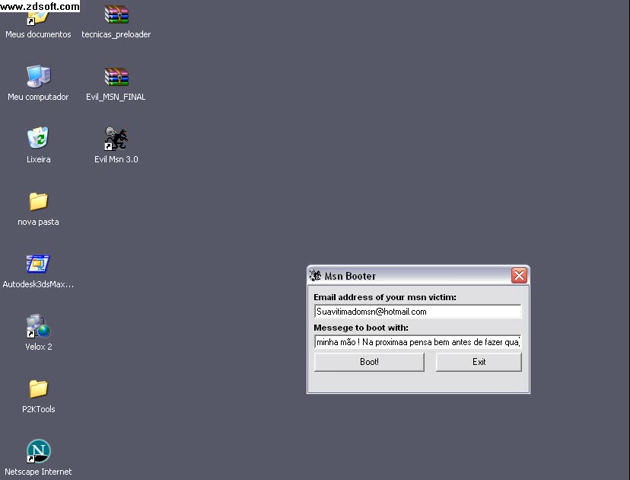 www.zdsoft.com
Meus documentos
tecnicas_preloader
Meu computador
Evil_MSN_FINAL
Lixeira
Evil Msn 3.0
nova pasta
Autodesk3dsMax...
Velox 2
P2KTools
Netscape Internet
Msn Booter
Email address of your msn victim:
Suavitimadomsn@hotmail.com
Messege to boot with:
minha mão ! Na proximaa pensa bem antes de fazer qua,
Boot!
Exit